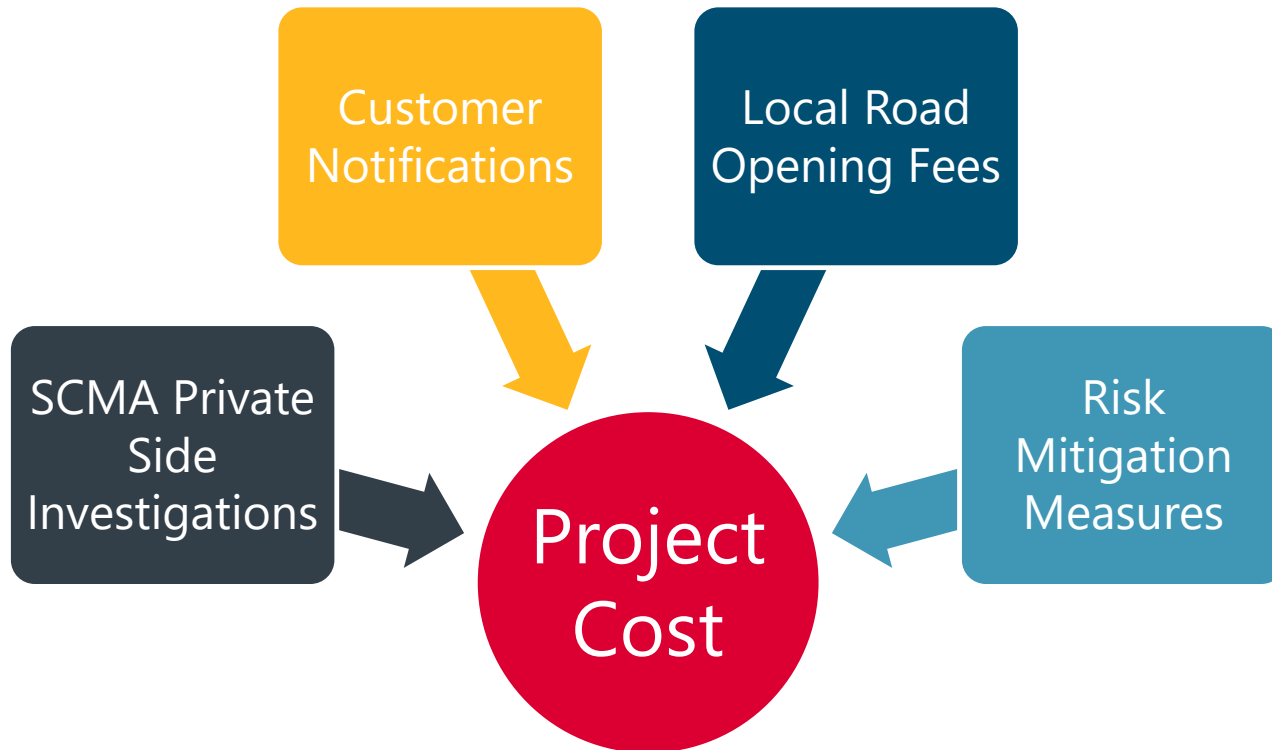 Customer
Notifications
Local Road
Opening Fees
SCMA Private
Side
Investigations
Risk
Mitigation
Measures
Project
Cost